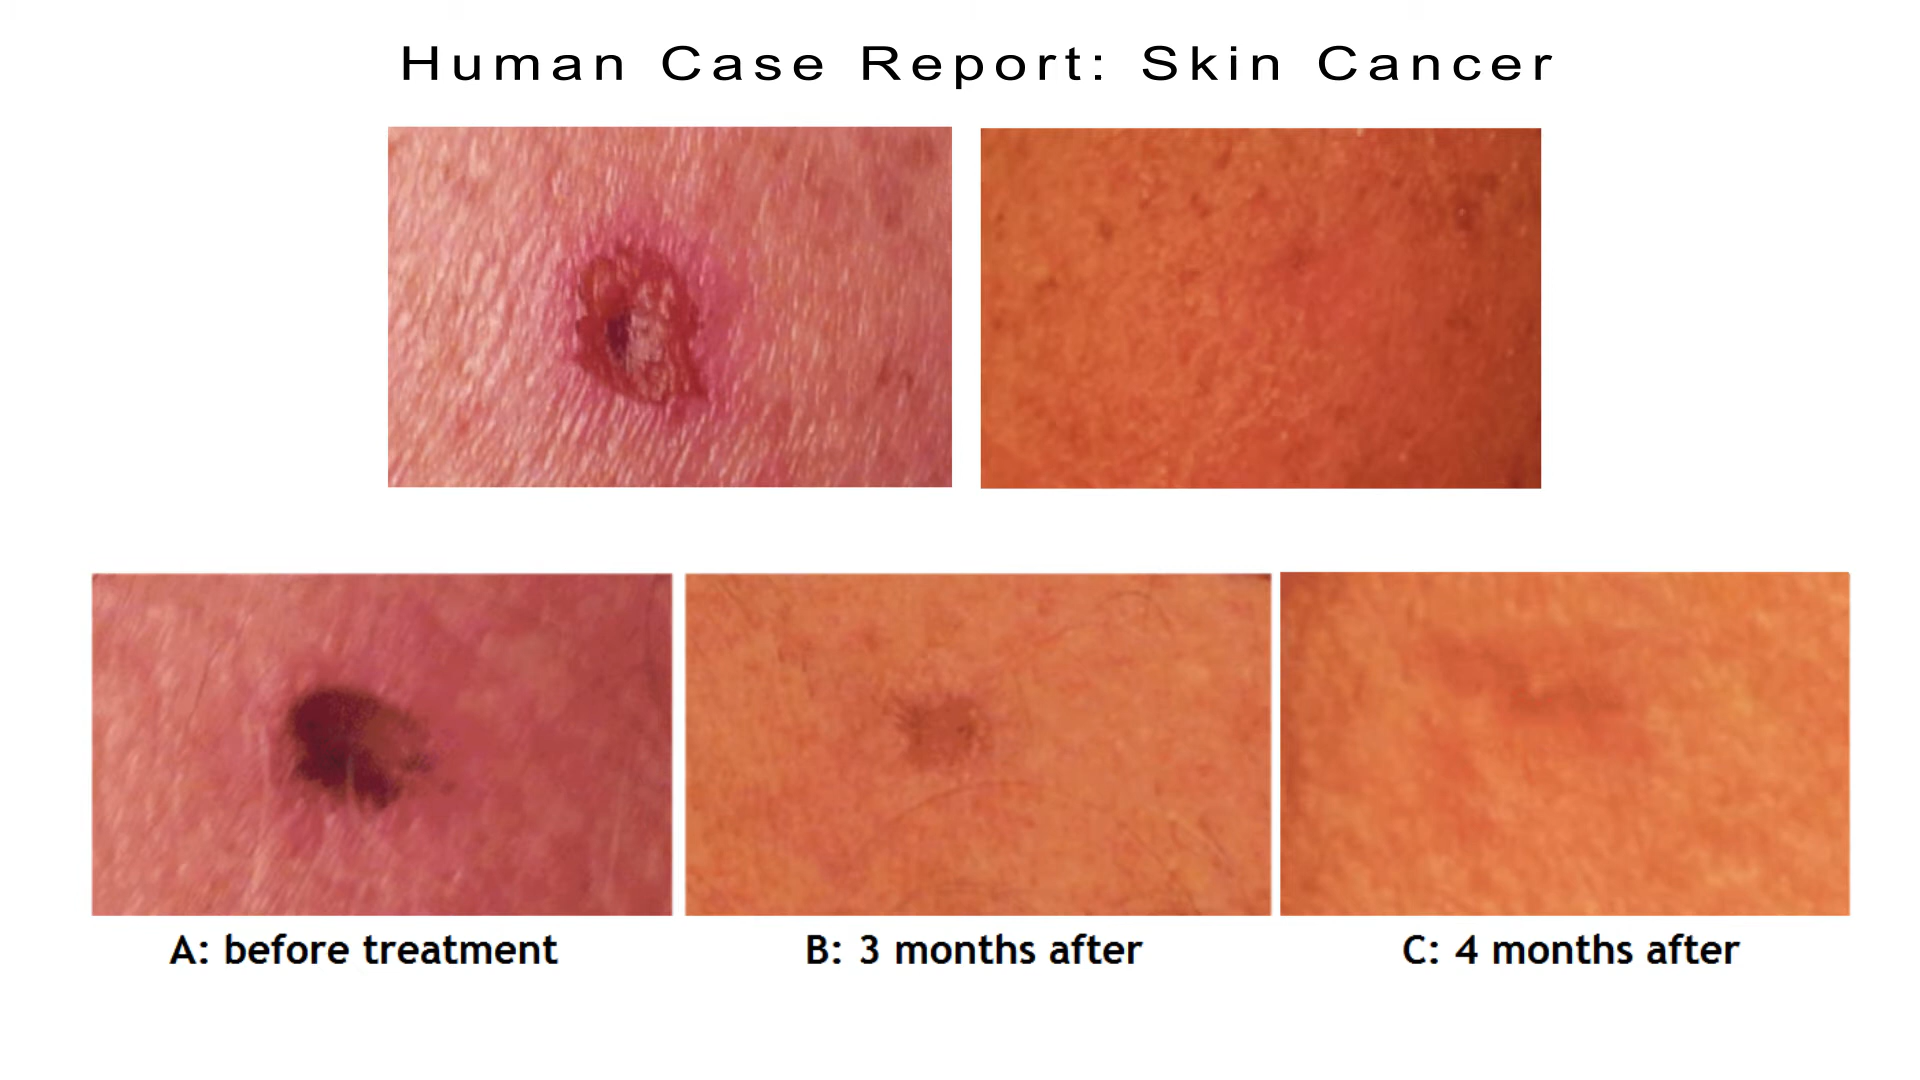 Human Case Report: Skin Cancer
A: before treatment
B: 3 months after
C: 4 months after